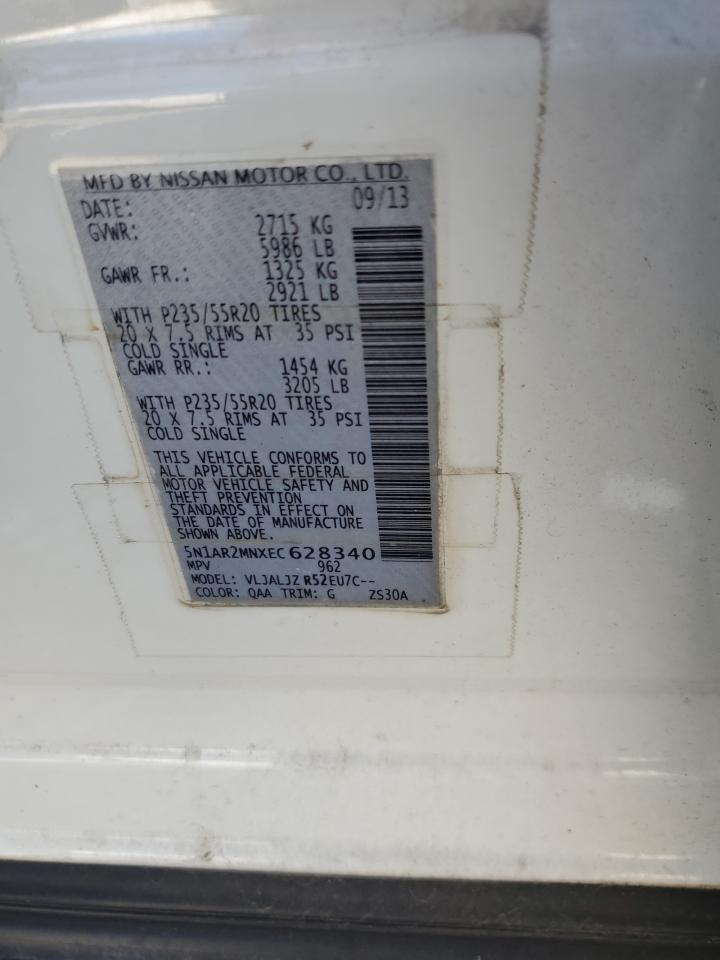 MFD BY NISSAN MOTOR CO., LTD.
DATE: 09/13
GVWR: 2715 KG
5986 LB
GAWR FR.: 1325 KG
2921 LB
WITH P235/55R20 TIRES
20 X 7.5 RIMS AT 35 PSI
COLD SINGLE
GAWR RR.: 1454 KG
3205 LB
WITH P235/55R20 TIRES
20 X 7.5 RIMS AT 35 PSI
COLD SINGLE
THIS VEHICLE CONFORMS TO
ALL APPLICABLE FEDERAL
MOTOR VEHICLE SAFETY AND
THEFT PREVENTION
STANDARDS IN EFFECT ON
THE DATE OF MANUFACTURE
SHOWN ABOVE.
5N1AR2MNXEC628340
MPV 962
MODEL: VLJALJZ R52EU7C--
COLOR: QAA TRIM: G ZS30A